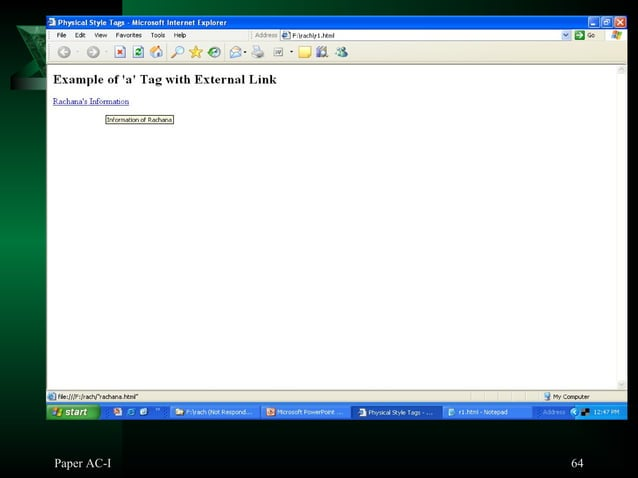 Physical Style Tags - Microsoft Internet Explorer
File Edit View Favorites Tools Help Address F:\rach\r1.html Go
Example of 'a' Tag with External Link
Rachana's Information
Information of Rachana
file:///F:/rach/"rachana.html" My Computer
start F:\rach (Not Respond... Microsoft PowerPoint ... Physical Style Tags - ... r1.html - Notepad Address 12:47 PM
Paper AC-I 64